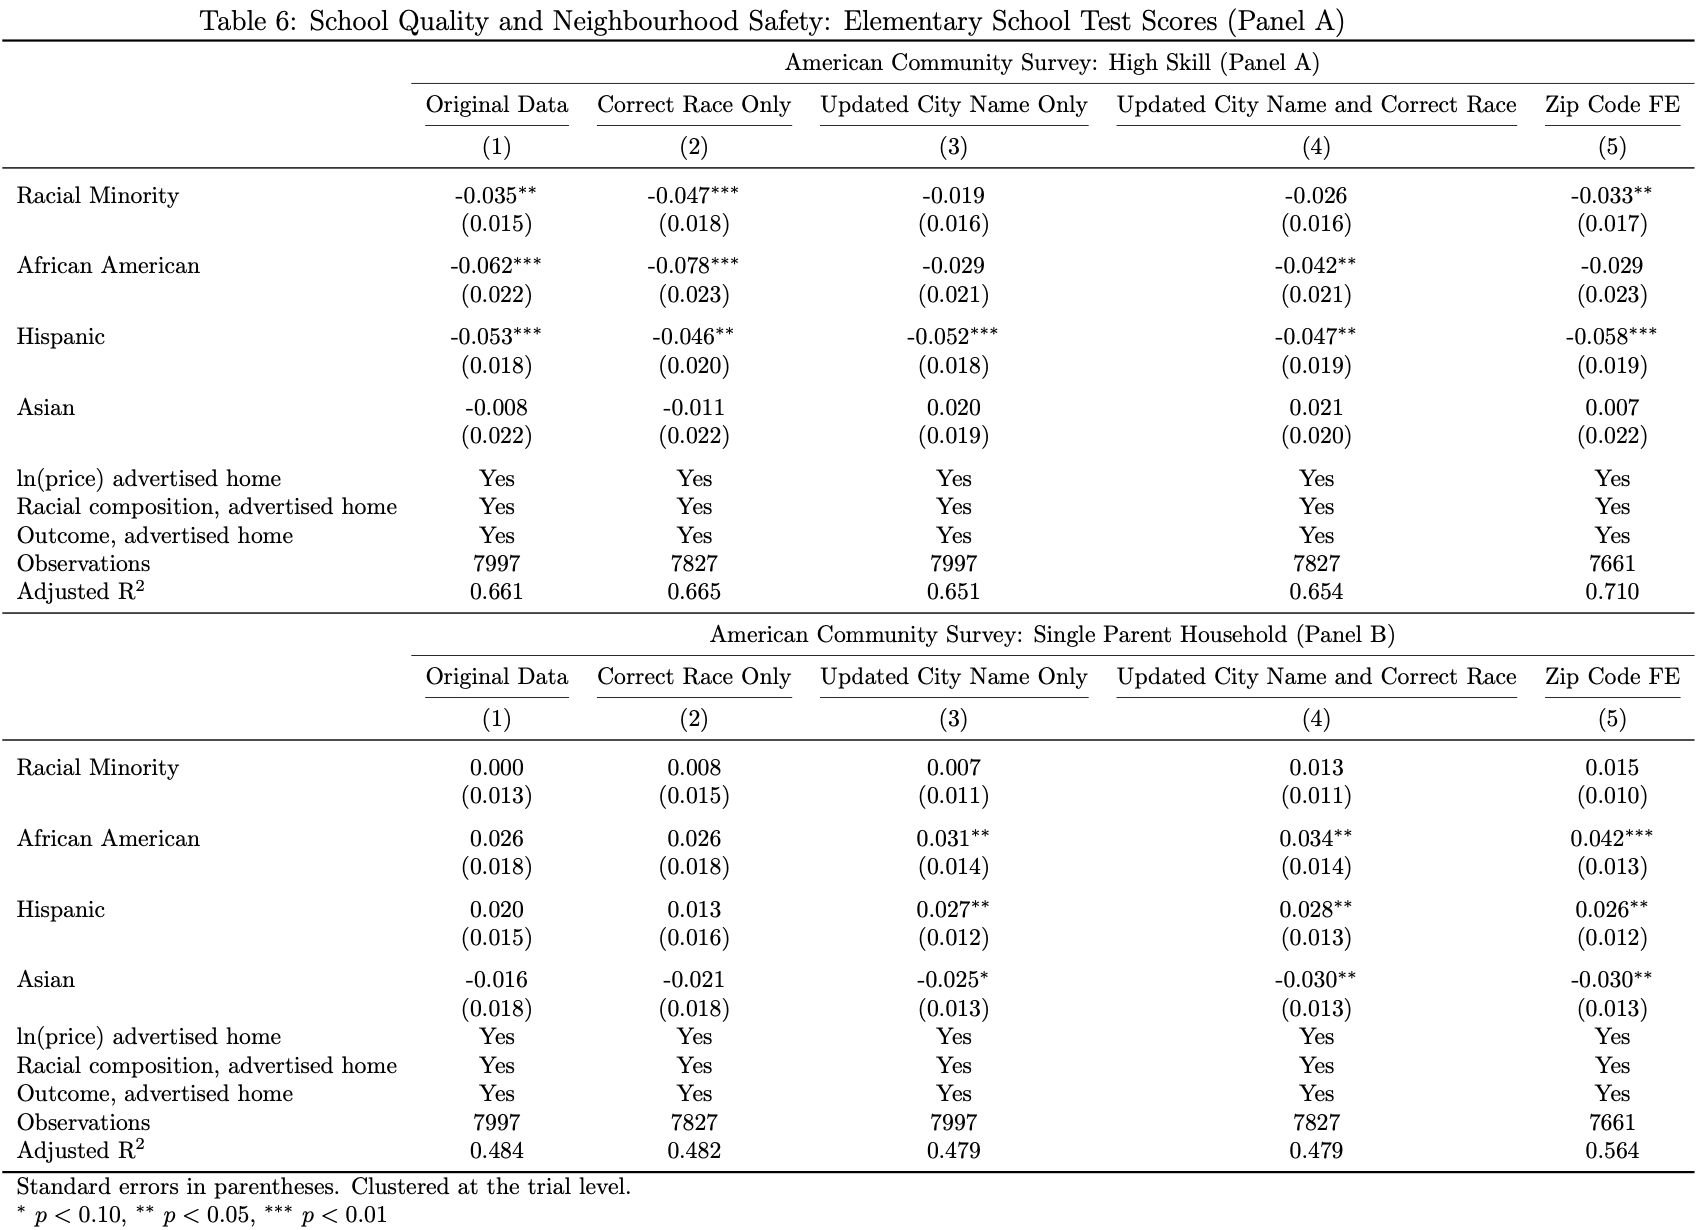 Table 6: School Quality and Neighbourhood Safety: Elementary School Test Scores (Panel A)
American Community Survey: High Skill (Panel A)
Original Data Correct Race Only Updated City Name Only Updated City Name and Correct Race Zip Code FE
(1) (2) (3) (4) (5)
Racial Minority -0.035** -0.047*** -0.019 -0.026 -0.033**
(0.015) (0.018) (0.016) (0.016) (0.017)
African American -0.062*** -0.078*** -0.029 -0.042** -0.029
(0.022) (0.023) (0.021) (0.021) (0.023)
Hispanic -0.053*** -0.046** -0.052*** -0.047** -0.058***
(0.018) (0.020) (0.018) (0.019) (0.019)
Asian -0.008 -0.011 0.020 0.021 0.007
(0.022) (0.022) (0.019) (0.020) (0.022)
ln(price) advertised home Yes Yes Yes Yes Yes
Racial composition, advertised home Yes Yes Yes Yes Yes
Outcome, advertised home Yes Yes Yes Yes Yes
Observations 7997 7827 7997 7827 7661
Adjusted R² 0.661 0.665 0.651 0.654 0.710
American Community Survey: Single Parent Household (Panel B)
Original Data Correct Race Only Updated City Name Only Updated City Name and Correct Race Zip Code FE
(1) (2) (3) (4) (5)
Racial Minority 0.000 0.008 0.007 0.013 0.015
(0.013) (0.015) (0.011) (0.011) (0.010)
African American 0.026 0.026 0.031** 0.034** 0.042***
(0.018) (0.018) (0.014) (0.014) (0.013)
Hispanic 0.020 0.013 0.027** 0.028** 0.026**
(0.015) (0.016) (0.012) (0.013) (0.012)
Asian -0.016 -0.021 -0.025* -0.030** -0.030**
(0.018) (0.018) (0.013) (0.013) (0.013)
ln(price) advertised home Yes Yes Yes Yes Yes
Racial composition, advertised home Yes Yes Yes Yes Yes
Outcome, advertised home Yes Yes Yes Yes Yes
Observations 7997 7827 7997 7827 7661
Adjusted R² 0.484 0.482 0.479 0.479 0.564
Standard errors in parentheses. Clustered at the trial level.
* p < 0.10, ** p < 0.05, *** p < 0.01